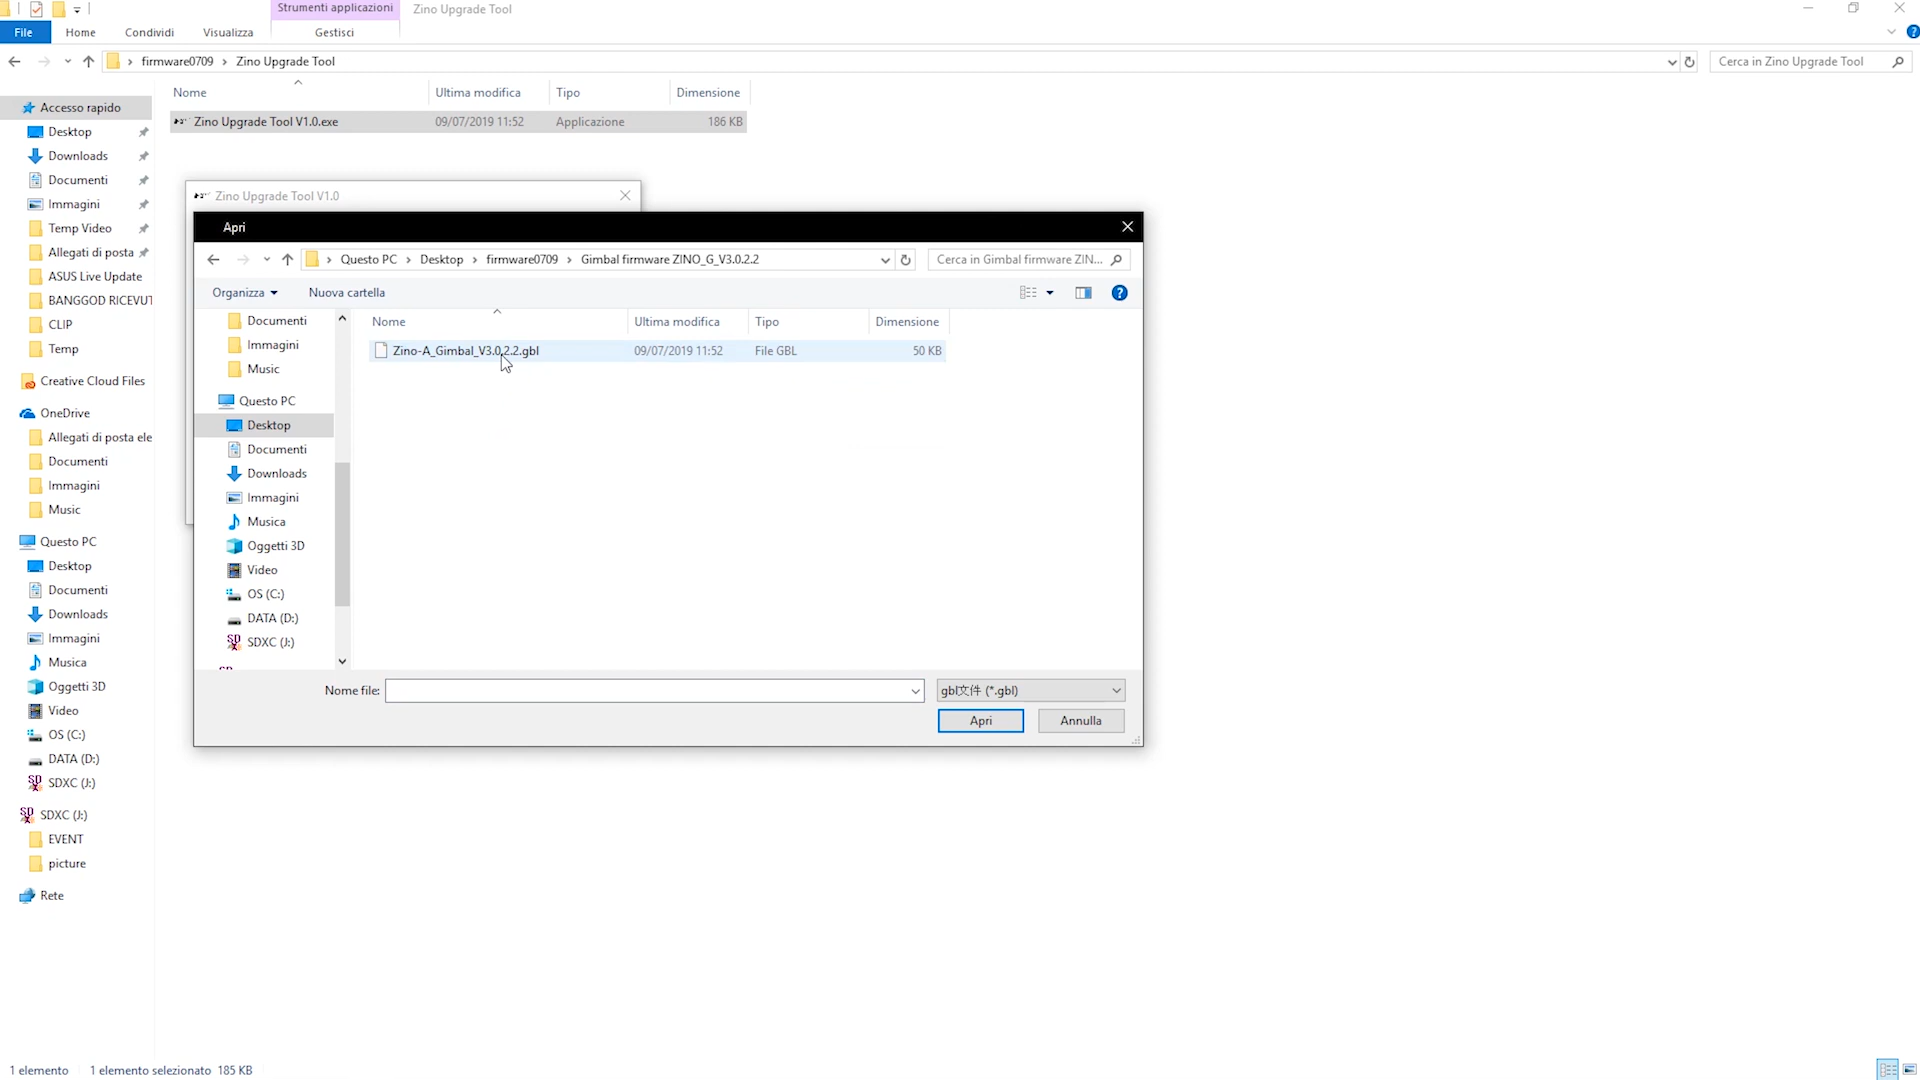 Strumenti applicazioni
Zino Upgrade Tool
File
Home
Condividi
Visualizza
Gestisci
firmware0709 › Zino Upgrade Tool
Cerca in Zino Upgrade Tool
Nome
Ultima modifica
Tipo
Dimensione
Zino Upgrade Tool V1.0.exe
09/07/2019 11:52
Applicazione
186 KB
Accesso rapido
Desktop
Downloads
Documenti
Immagini
Temp Video
Allegati di posta
ASUS Live Update
BANGGOD RICEVUT
CLIP
Temp
Creative Cloud Files
OneDrive
Allegati di posta ele
Documenti
Immagini
Music
Questo PC
Desktop
Documenti
Downloads
Immagini
Musica
Oggetti 3D
Video
OS (C:)
DATA (D:)
SDXC (J:)
SDXC (J:)
EVENT
picture
Rete
Zino Upgrade Tool V1.0
Apri
Questo PC › Desktop › firmware0709 › Gimbal firmware ZINO_G_V3.0.2.2
Cerca in Gimbal firmware ZIN...
Organizza
Nuova cartella
Documenti
Immagini
Music
Questo PC
Desktop
Documenti
Downloads
Immagini
Musica
Oggetti 3D
Video
OS (C:)
DATA (D:)
SDXC (J:)
Nome
Ultima modifica
Tipo
Dimensione
Zino-A_Gimbal_V3.0.2.2.gbl
09/07/2019 11:52
File GBL
50 KB
Nome file:
gbl文件 (*.gbl)
Apri
Annulla
1 elemento
1 elemento selezionato 185 KB